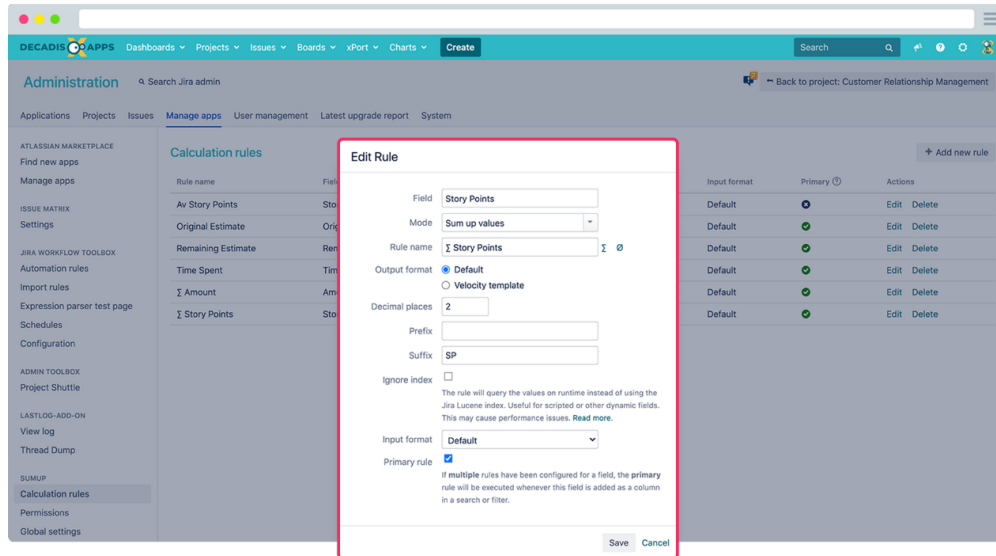 DECADIS APPS Dashboards Projects Issues Boards xPort Charts Create Search
Administration Search Jira admin Back to project: Customer Relationship Management
Applications Projects Issues Manage apps User management Latest upgrade report System
ATLASSIAN MARKETPLACE
Find new apps
Manage apps
ISSUE MATRIX
Settings
JIRA WORKFLOW TOOLBOX
Automation rules
Import rules
Expression parser test page
Schedules
Configuration
ADMIN TOOLBOX
Project Shuttle
LASTLOG-ADD-ON
View log
Thread Dump
SUMUP
Calculation rules
Permissions
Global settings
Calculation rules + Add new rule
Rule name Fiel Input format Primary Actions
Av Story Points Sto Default Edit Delete
Original Estimate Orig Default Edit Delete
Remaining Estimate Ren Default Edit Delete
Time Spent Tim Default Edit Delete
∑ Amount Am Default Edit Delete
∑ Story Points Sto Default Edit Delete
Edit Rule
Field Story Points
Mode Sum up values
Rule name ∑ Story Points ∑ Ø
Output format Default
Velocity template
Decimal places 2
Prefix
Suffix SP
Ignore index
The rule will query the values on runtime instead of using the
Jira Lucene index. Useful for scripted or other dynamic fields.
This may cause performance issues. Read more.
Input format Default
Primary rule
If multiple rules have been configured for a field, the primary
rule will be executed whenever this field is added as a column
in a search or filter.
Save Cancel